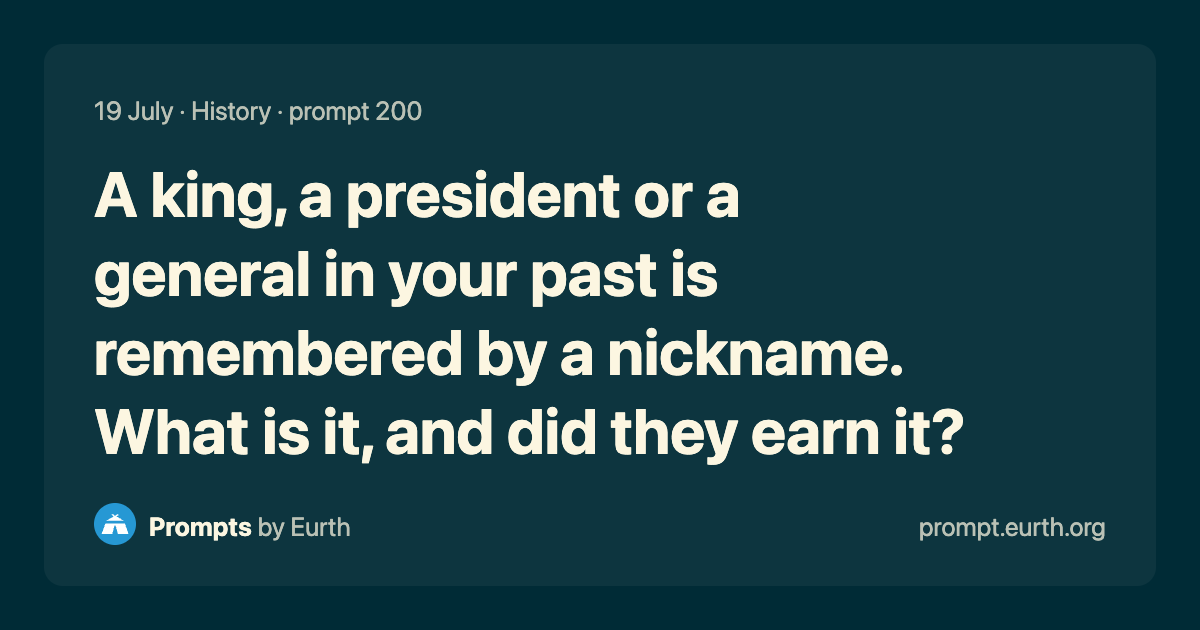 19 July · History · prompt 200
A king, a president or a
general in your past is
remembered by a nickname.
What is it, and did they earn it?
Prompts by Eurth
prompt.eurth.org